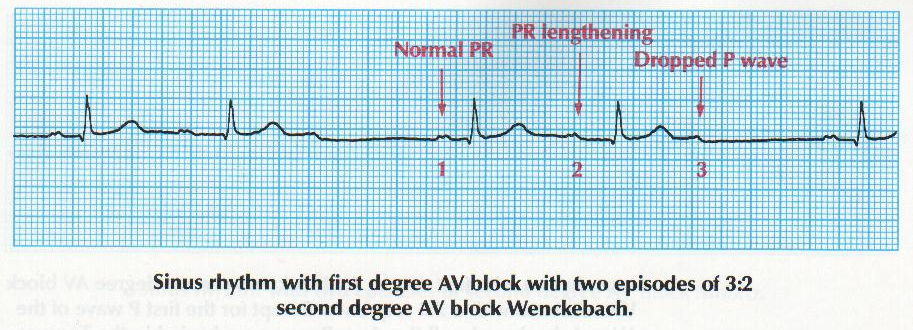 PR lengthening
Normal PR
Dropped P wave
1 2 3
Sinus rhythm with first degree AV block with two episodes of 3:2
second degree AV block Wenckebach.